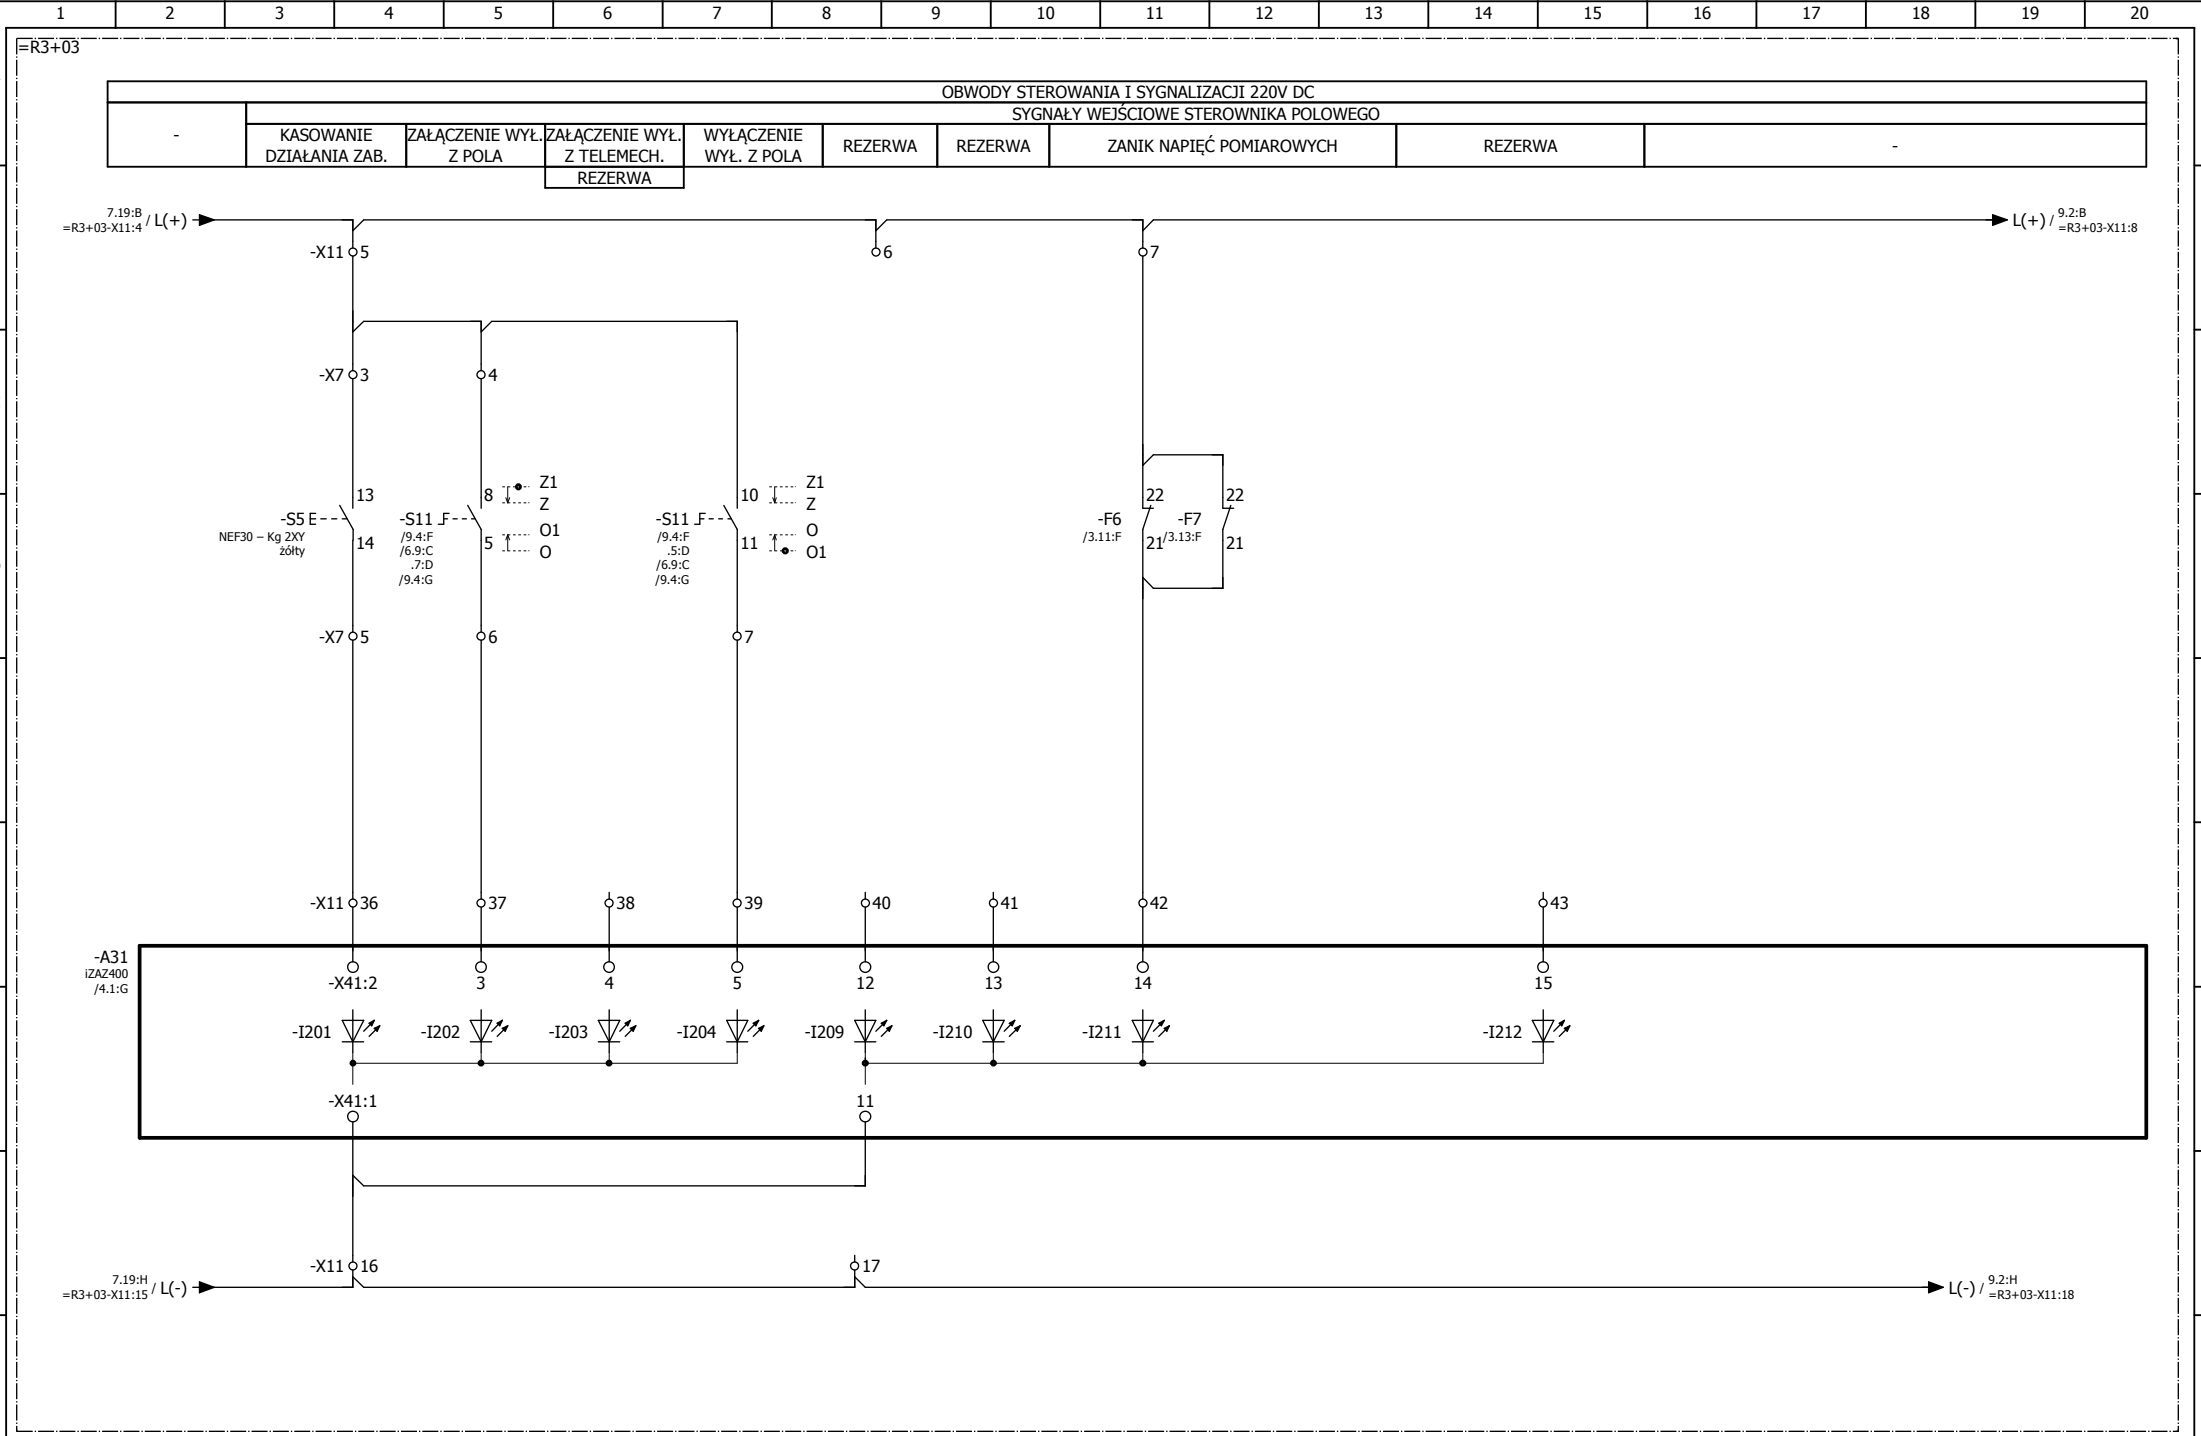 1 2 3 4 5 6 7 8 9 10 11 12 13 14 15 16 17 18 19 20
=R3+03
OBWODY STEROWANIA I SYGNALIZACJI 220V DC
SYGNAŁY WEJŚCIOWE STEROWNIKA POLOWEGO
-
KASOWANIE
DZIAŁANIA ZAB.
ZAŁĄCZENIE WYŁ.
Z POLA
ZAŁĄCZENIE WYŁ.
Z TELEMECH.
REZERWA
WYŁĄCZENIE
WYŁ. Z POLA
REZERWA
REZERWA
ZANIK NAPIĘĆ POMIAROWYCH
REZERWA
-
7.19:B
=R3+03-X11:4 / L(+)
L(+) / 9.2:B
=R3+03-X11:8
-X11 5
6
7
-X7 3
4
13
-S5
NEF30 – Kg 2XY
żółty
14
8
-S11
/9.4:F
/6.9:C
.7:D
/9.4:G
5
Z1
Z
O1
O
10
-S11
/9.4:F
.5:D
/6.9:C
/9.4:G
11
Z1
Z
O
O1
22
-F6
/3.11:F
21
22
-F7
/3.13:F
21
-X7 5
6
7
-X11 36
37
38
39
40
41
42
43
-A31
iZAZ400
/4.1:G
-X41:2
3
4
5
12
13
14
15
-I201
-I202
-I203
-I204
-I209
-I210
-I211
-I212
-X41:1
11
-X11 16
17
7.19:H
=R3+03-X11:15 / L(-)
L(-) / 9.2:H
=R3+03-X11:18